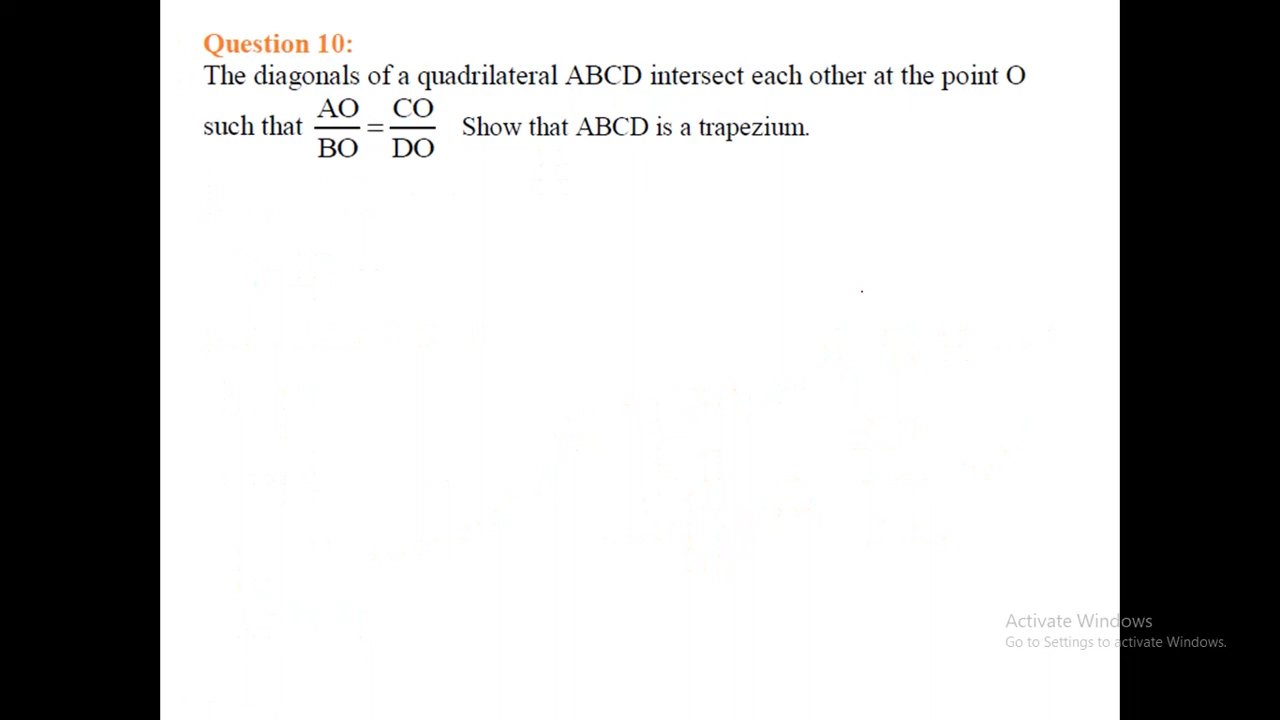 Question 10:
The diagonals of a quadrilateral ABCD intersect each other at the point O
such that AO/BO = CO/DO Show that ABCD is a trapezium.
Activate Windows
Go to Settings to activate Windows.